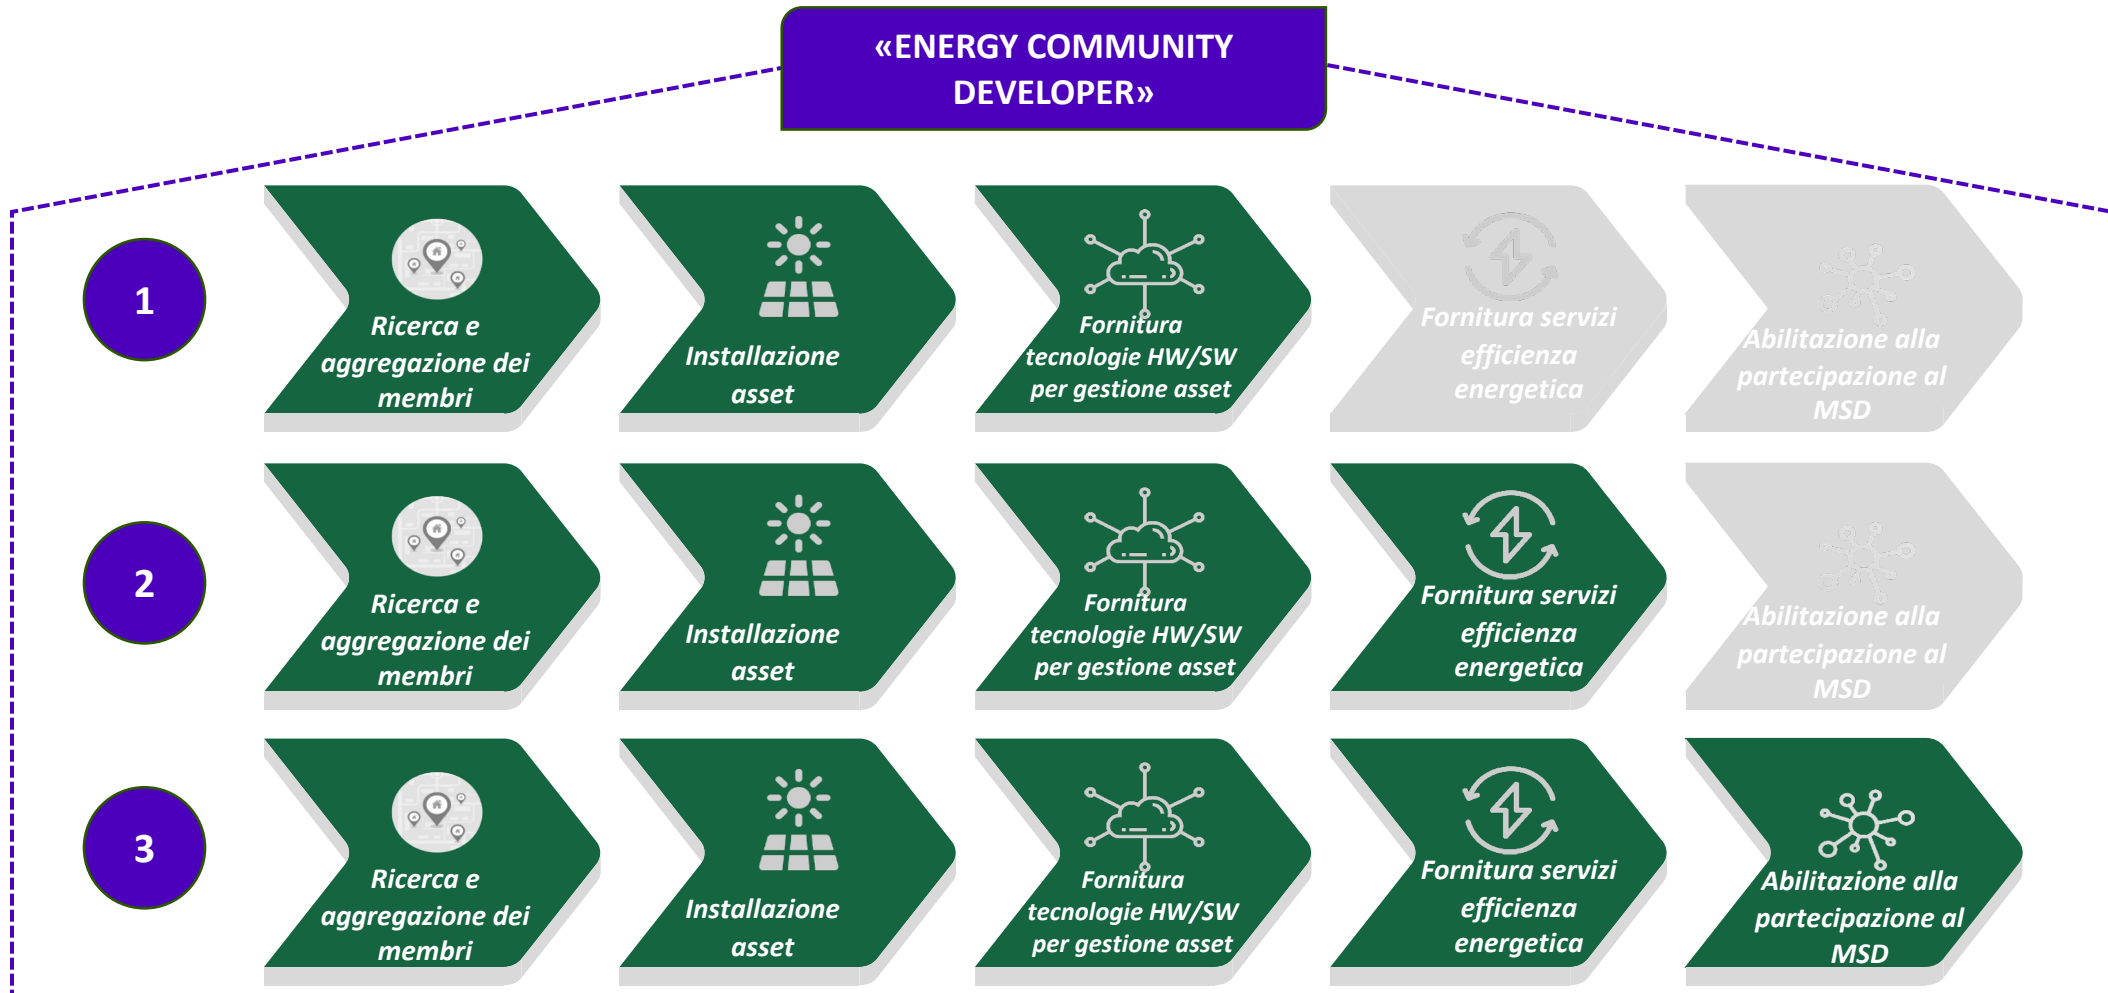 «ENERGY COMMUNITY
DEVELOPER»
1
Ricerca e
aggregazione dei
membri
Installazione
asset
Fornitura
tecnologie HW/SW
per gestione asset
Fornitura servizi
efficienza
energetica
Abilitazione alla
partecipazione al
MSD
2
Ricerca e
aggregazione dei
membri
Installazione
asset
Fornitura
tecnologie HW/SW
per gestione asset
Fornitura servizi
efficienza
energetica
Abilitazione alla
partecipazione al
MSD
3
Ricerca e
aggregazione dei
membri
Installazione
asset
Fornitura
tecnologie HW/SW
per gestione asset
Fornitura servizi
efficienza
energetica
Abilitazione alla
partecipazione al
MSD